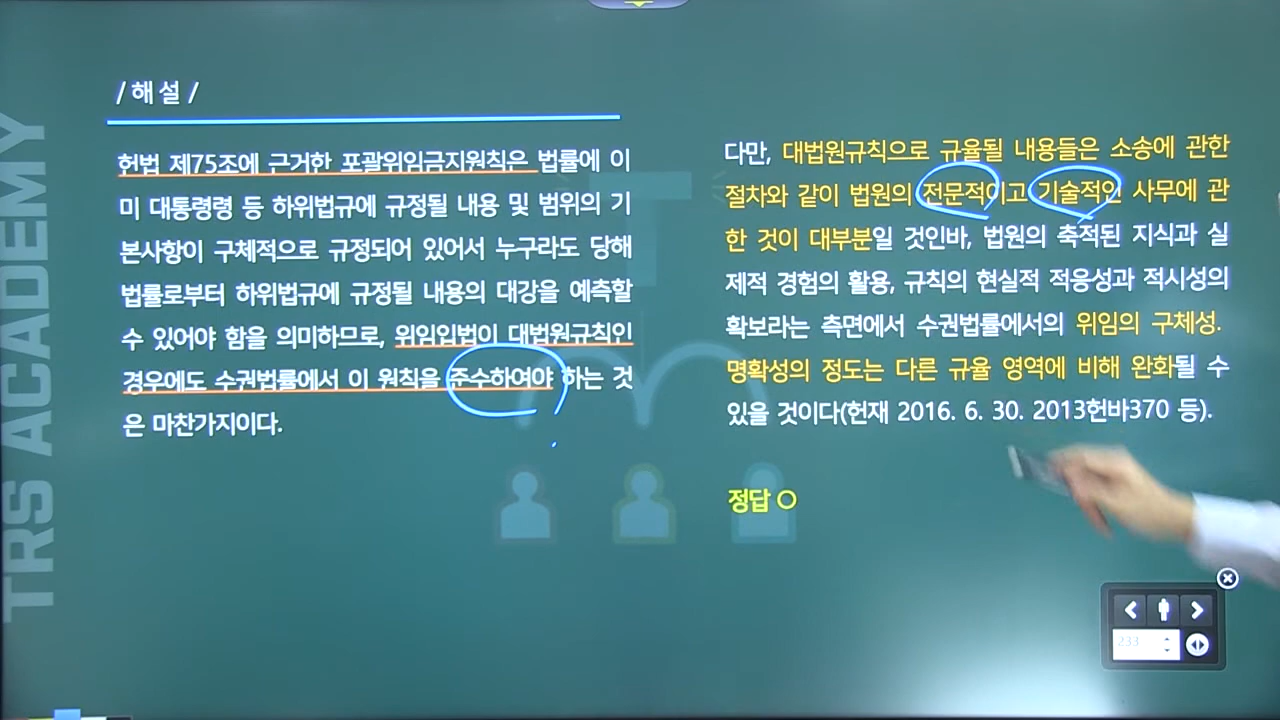 TRS ACADEMY
/ 해설 /
헌법 제75조에 근거한 포괄위임금지원칙은 법률에 이
미 대통령령 등 하위법규에 규정될 내용 및 범위의 기
본사항이 구체적으로 규정되어 있어서 누구라도 당해
법률로부터 하위법규에 규정될 내용의 대강을 예측할
수 있어야 함을 의미하므로, 위임입법이 대법원규칙인
경우에도 수권법률에서 이 원칙을 준수하여야 하는 것
은 마찬가지이다.
다만, 대법원규칙으로 규율될 내용들은 소송에 관한
절차와 같이 법원의 전문적이고 기술적인 사무에 관
한 것이 대부분일 것인바, 법원의 축적된 지식과 실
제적 경험의 활용, 규칙의 현실적 적응성과 적시성의
확보라는 측면에서 수권법률에서의 위임의 구체성·
명확성의 정도는 다른 규율 영역에 비해 완화될 수
있을 것이다(헌재 2016. 6. 30. 2013헌바370 등).
정답 ○
233